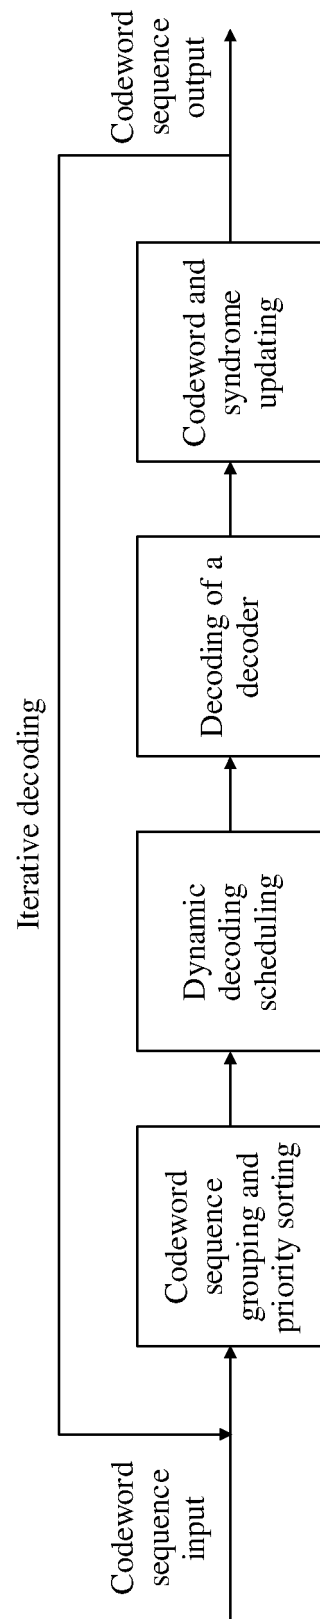 Iterative decoding
Codeword
sequence
input
Codeword
sequence
grouping and
priority sorting
Dynamic
decoding
scheduling
Decoding of a
decoder
Codeword and
syndrome
updating
Codeword
sequence
output